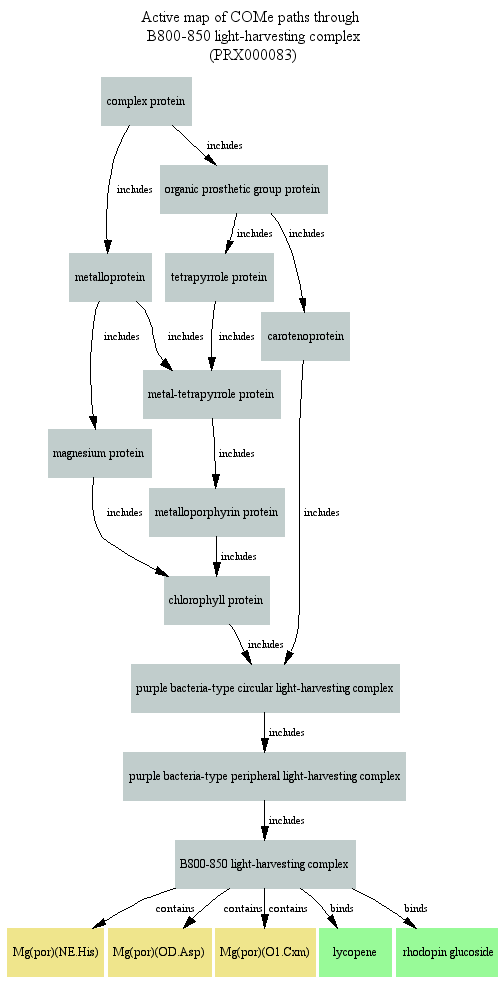 Active map of COMe paths through
B800-850 light-harvesting complex
(PRX000083)
complex protein
includes
includes
organic prosthetic group protein
includes
includes
metalloprotein
tetrapyrrole protein
carotenoprotein
includes
includes
includes
metal-tetrapyrrole protein
magnesium protein
includes
metalloporphyrin protein
includes
includes
includes
chlorophyll protein
includes
purple bacteria-type circular light-harvesting complex
includes
purple bacteria-type peripheral light-harvesting complex
includes
B800-850 light-harvesting complex
contains
contains
contains
binds
binds
Mg(por)(NE.His)
Mg(por)(OD.Asp)
Mg(por)(O1.Cxm)
lycopene
rhodopin glucoside